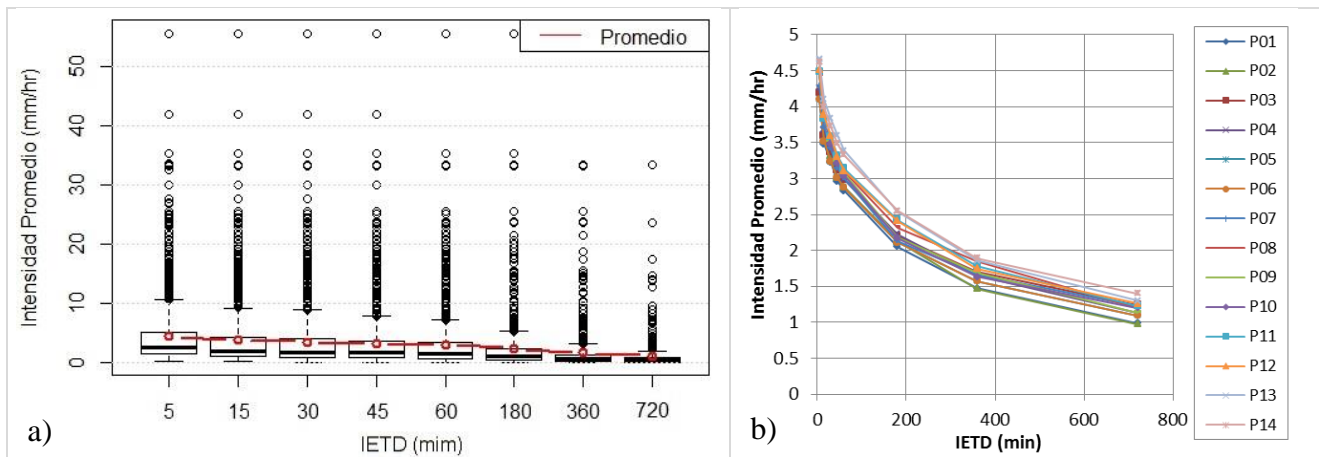 Promedio
Intensidad Promedio (mm/hr)
50
40
30
20
10
0
5 15 30 45 60 180 360 720
IETD (mim)
a)
Intensidad Promedio (mm/hr)
5
4.5
4
3.5
3
2.5
2
1.5
1
0.5
0
0 200 400 600 800
IETD (min)
b)
P01
P02
P03
P04
P05
P06
P07
P08
P09
P10
P11
P12
P13
P14